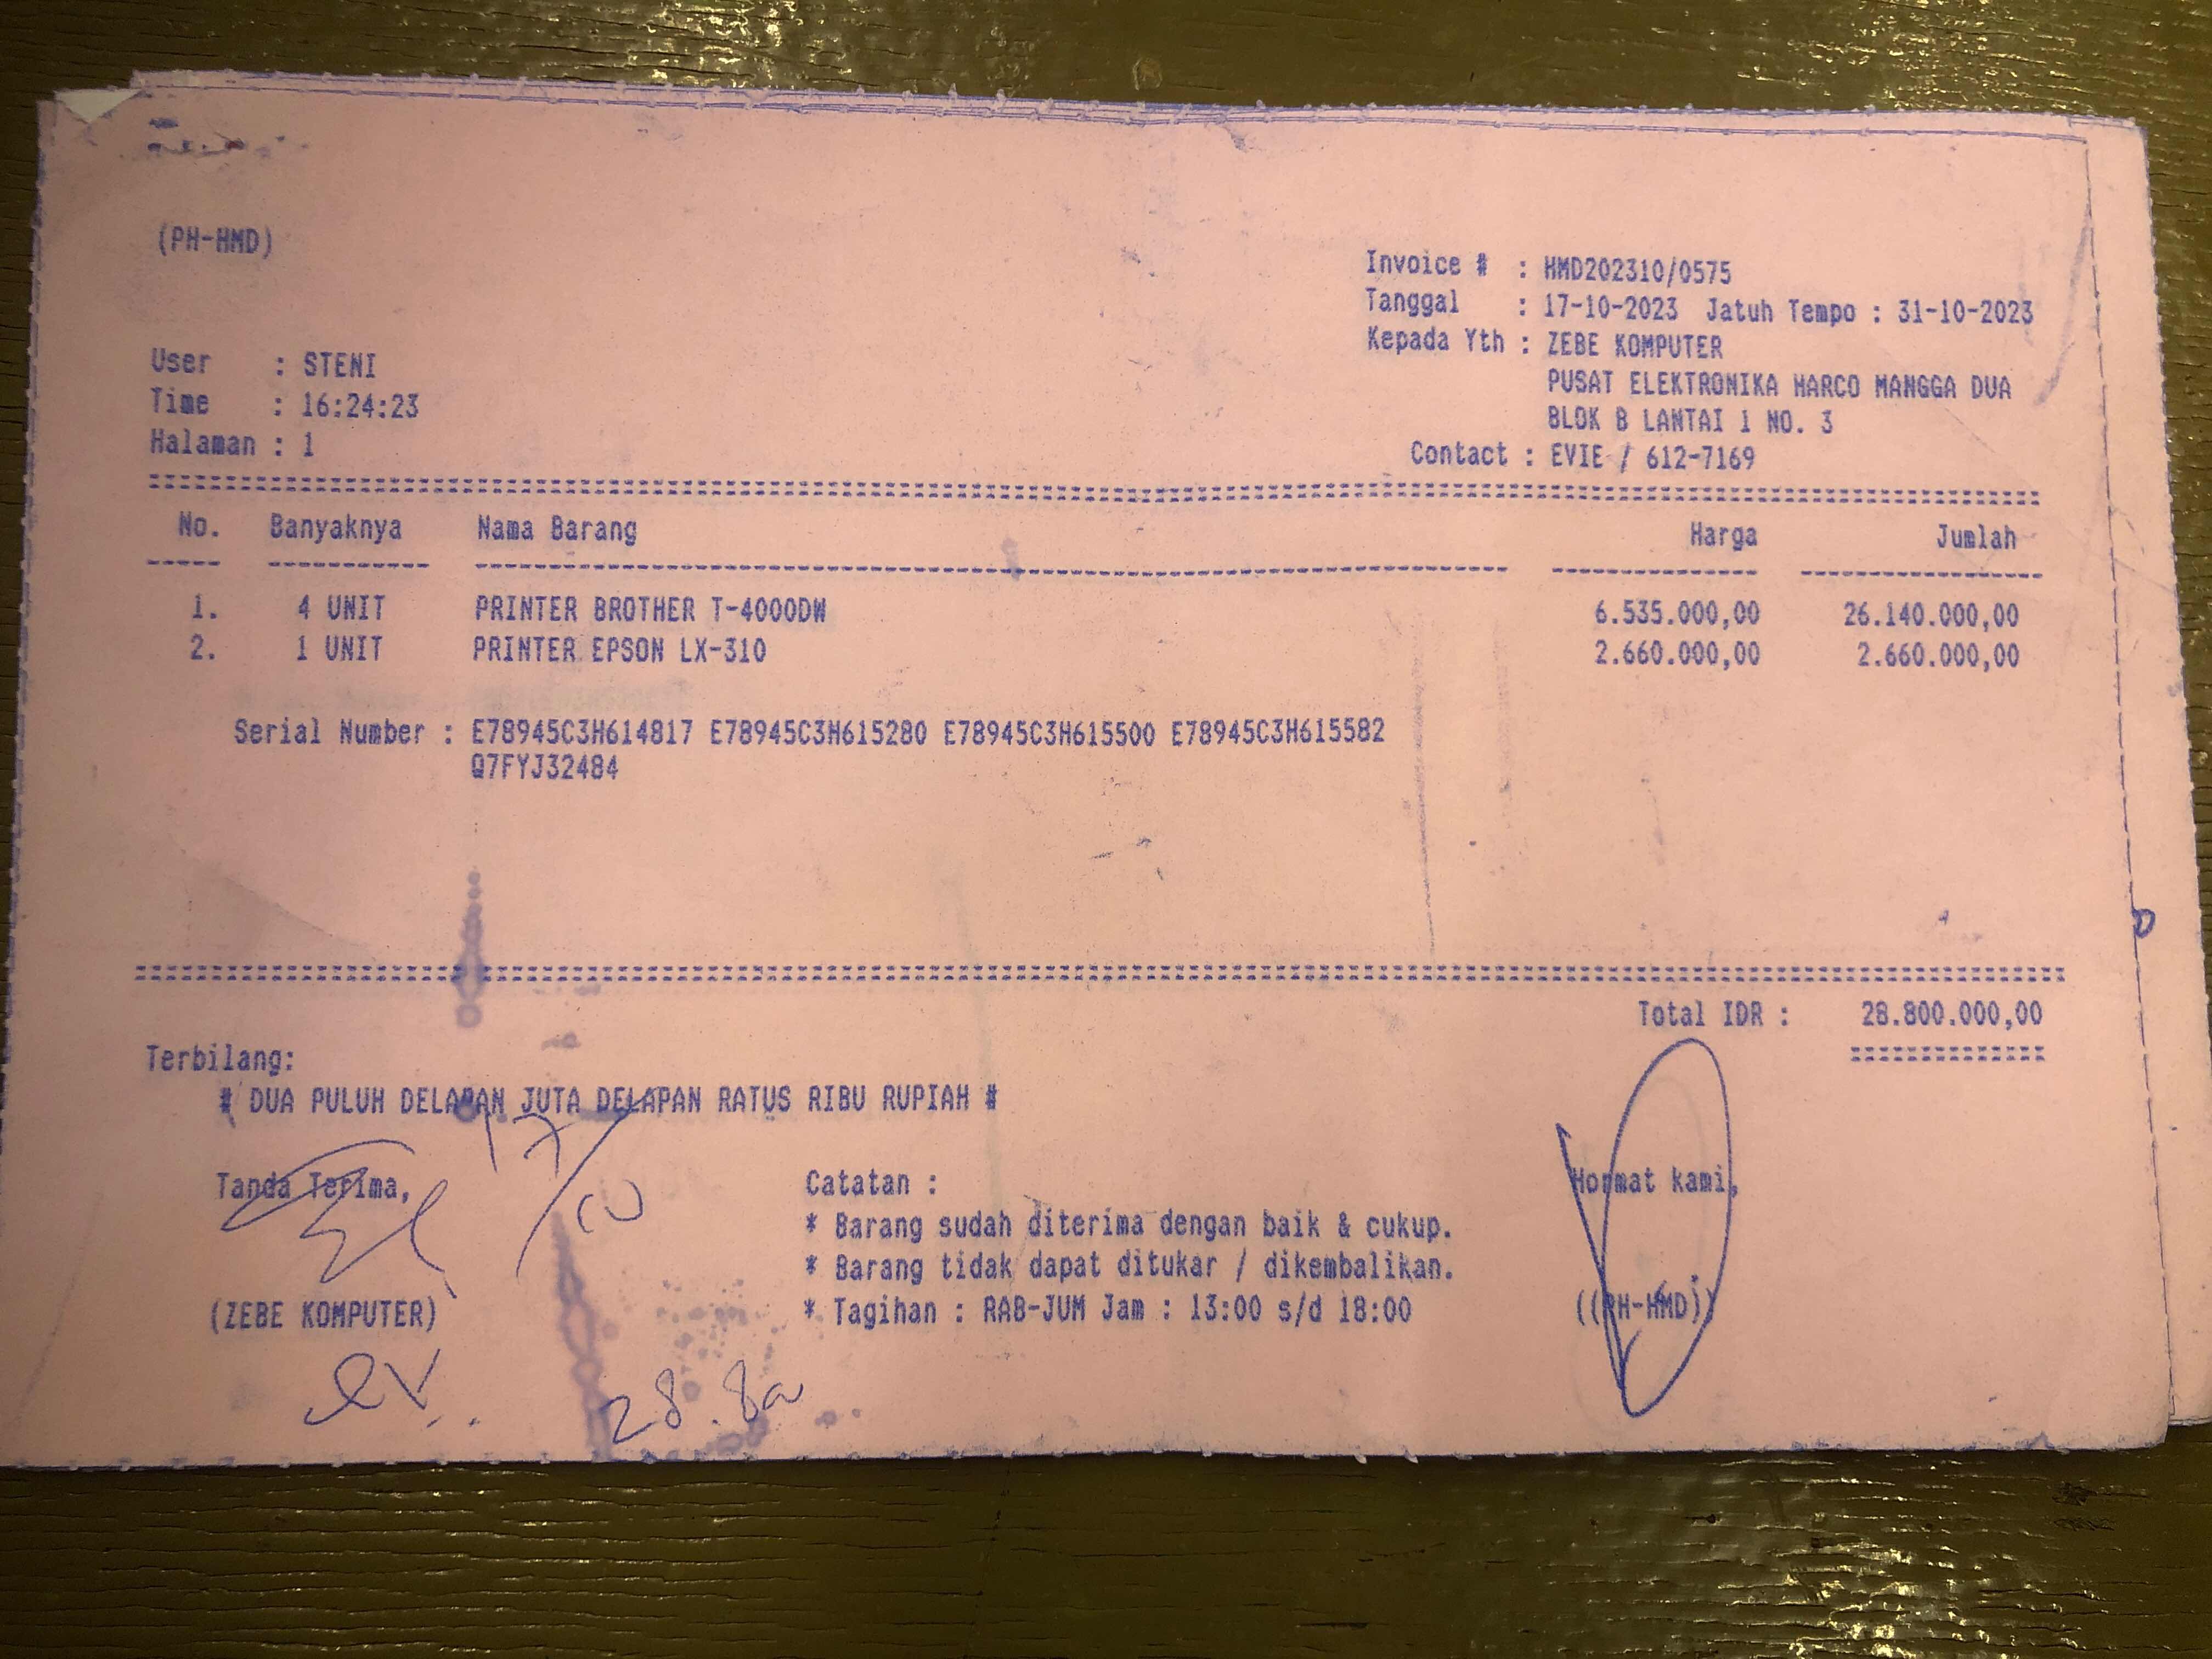 (PH-HMD)
Invoice # : HMD202310/0575
Tanggal : 17-10-2023 Jatuh Tempo : 31-10-2023
Kepada Yth : ZEBE KOMPUTER
PUSAT ELEKTRONIKA HARCO MANGGA DUA
BLOK B LANTAI 1 NO. 3
Contact : EVIE / 612-7169
User : STENI
Time : 16:24:23
Halaman : 1
No. Banyaknya Nama Barang Harga Jumlah
1. 4 UNIT PRINTER BROTHER T-4000DW 6.535.000,00 26.140.000,00
2. 1 UNIT PRINTER EPSON LX-310 2.660.000,00 2.660.000,00
Serial Number : E78945C3H614817 E78945C3H615280 E78945C3H615500 E78945C3H615582
Q7FYJ32484
Total IDR : 28.800.000,00
Terbilang:
# DUA PULUH DELAPAN JUTA DELAPAN RATUS RIBU RUPIAH #
17/10
Tanda Terima,
(ZEBE KOMPUTER)
Catatan :
* Barang sudah diterima dengan baik & cukup.
* Barang tidak dapat ditukar / dikembalikan.
* Tagihan : RAB-JUM Jam : 13:00 s/d 18:00
Hormat kami,
((PH-HMD))